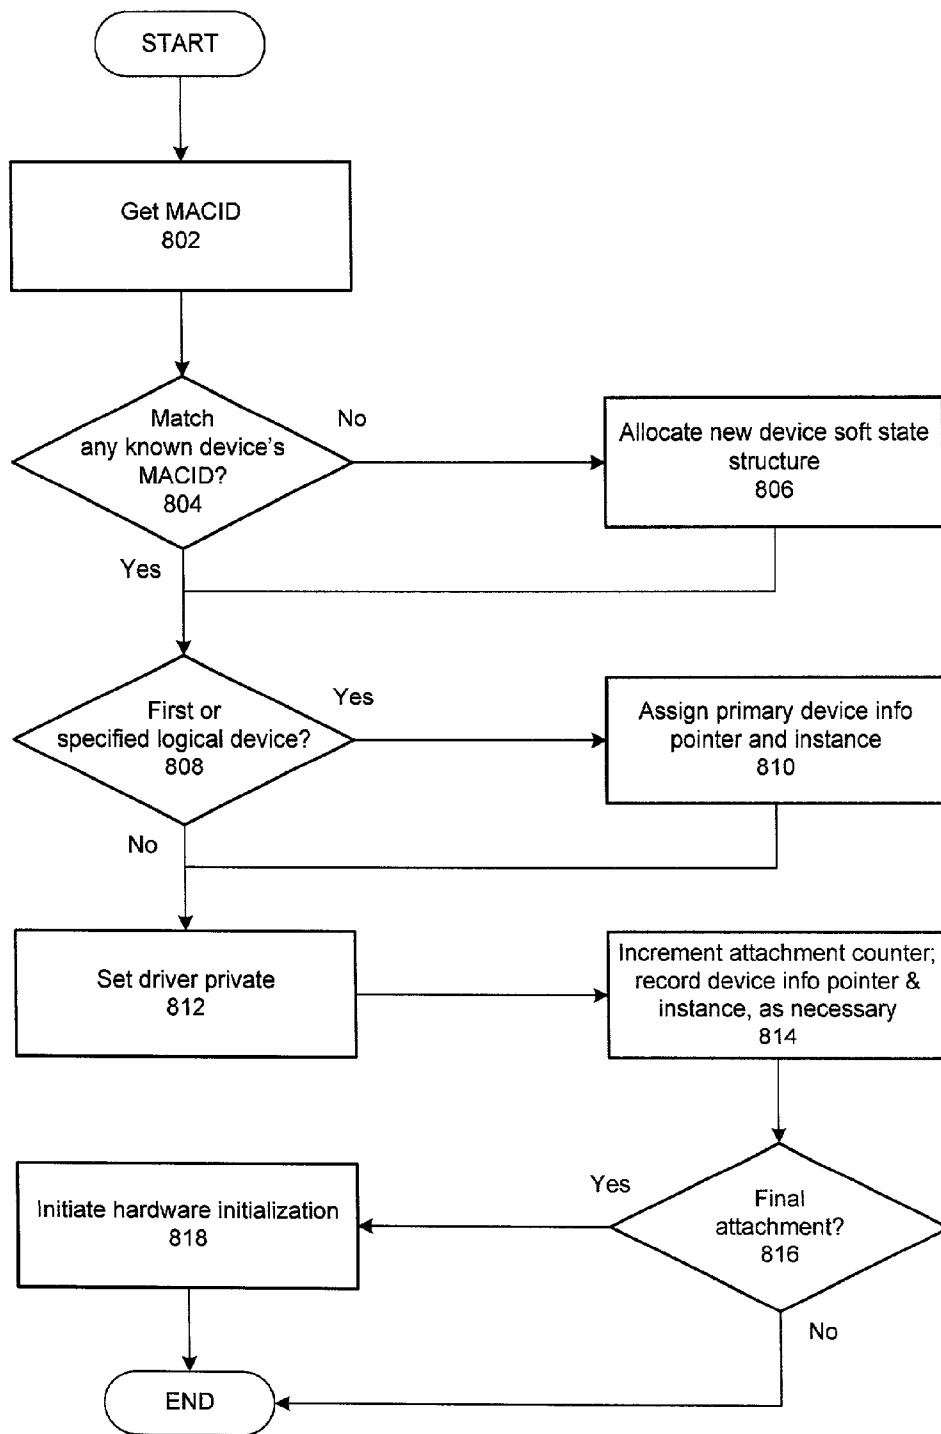 START
Get MACID
802
Match
any known device's
MACID?
804
No
Allocate new device soft state
structure
806
Yes
First or
specified logical device?
808
Yes
Assign primary device info
pointer and instance
810
No
Set driver private
812
Increment attachment counter;
record device info pointer &
instance, as necessary
814
Final
attachment?
816
Yes
Initiate hardware initialization
818
No
END